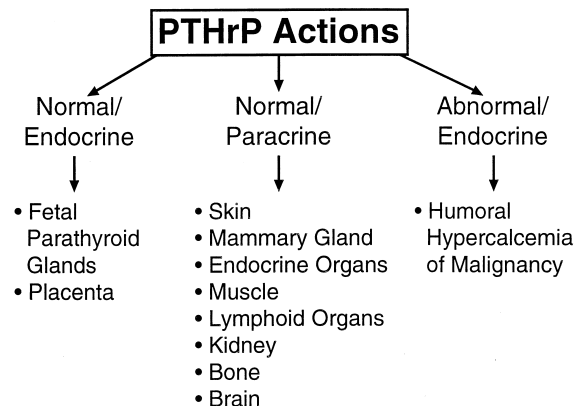 PTHrP Actions
Normal/
Endocrine
• Fetal
Parathyroid
Glands
• Placenta
Normal/
Paracrine
• Skin
• Mammary Gland
• Endocrine Organs
• Muscle
• Lymphoid Organs
• Kidney
• Bone
• Brain
Abnormal/
Endocrine
• Humoral
Hypercalcemia
of Malignancy